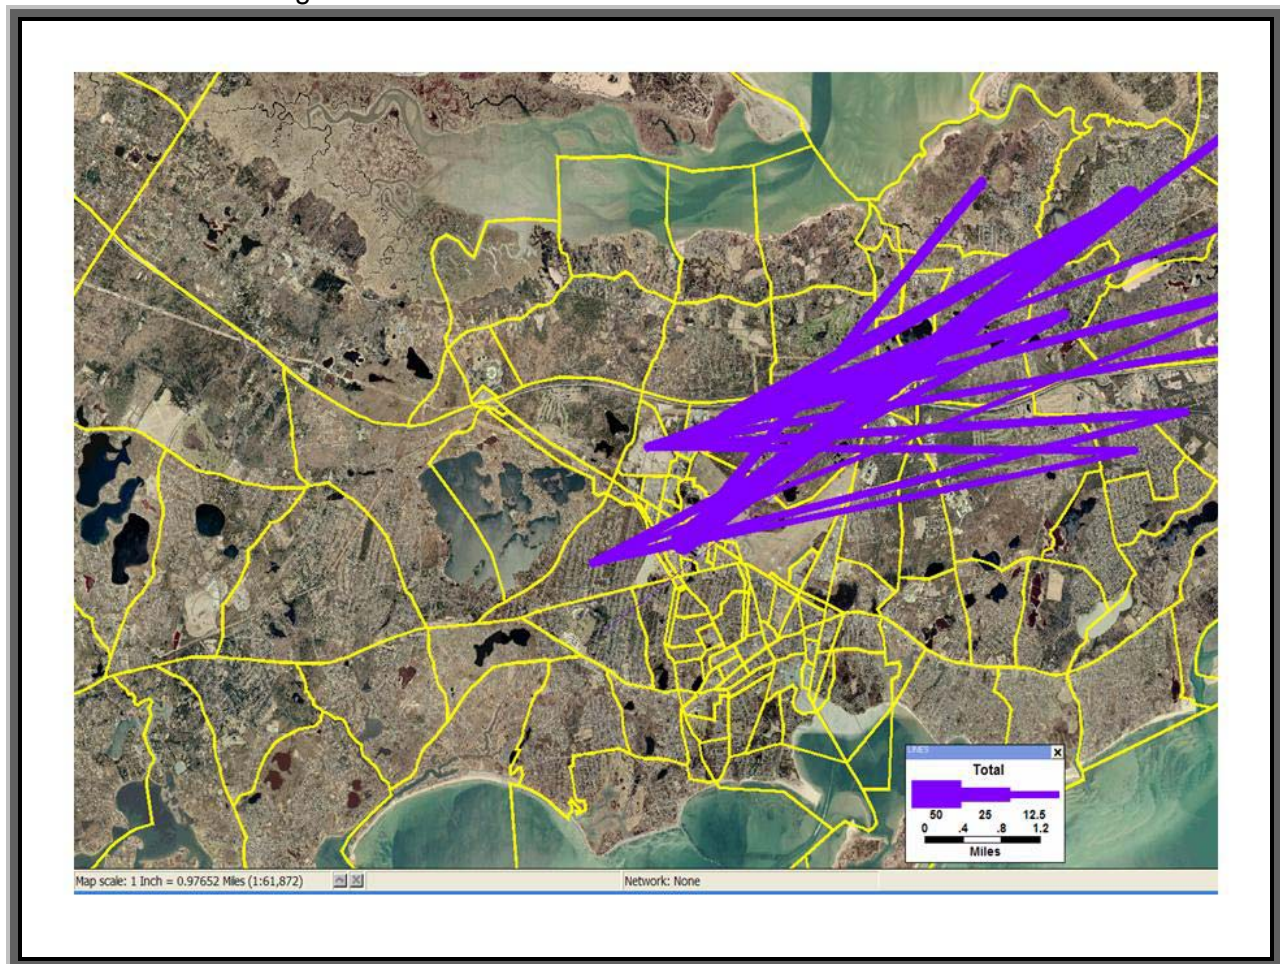 LINES
Total
50 25 12.5
0 .4 .8 1.2
Miles
Map scale: 1 Inch = 0.97652 Miles (1:61,872)
Network: None